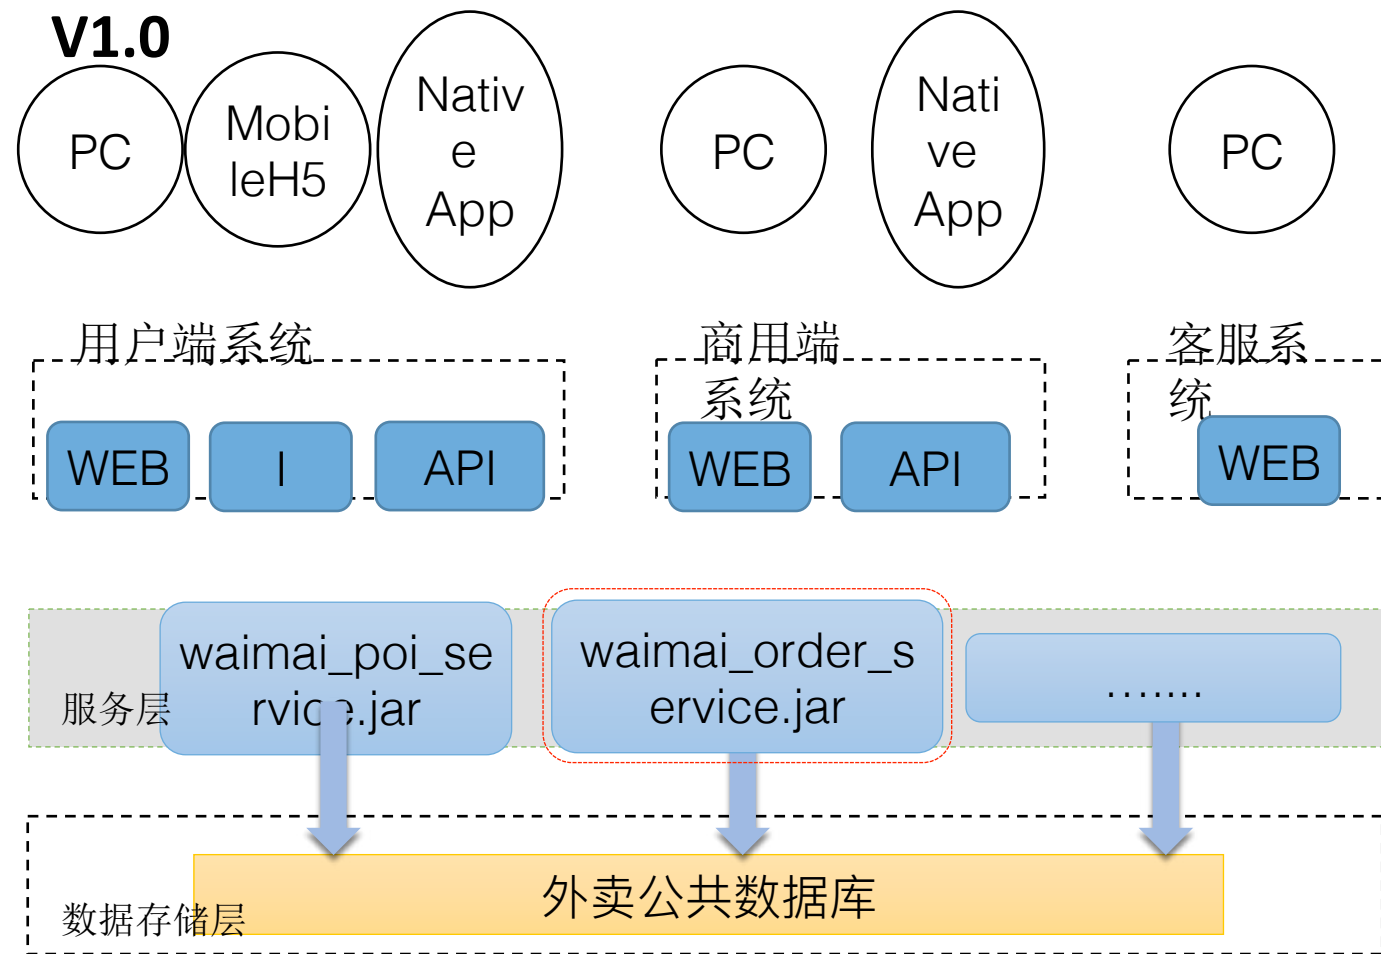 V1.0
PC
Mobi
leH5
Nativ
e
App
PC
Nati
ve
App
PC
用户端系统
商用端
系统
客服系
统
WEB
I
API
WEB
API
WEB
服务层
waimai_poi_se
rvice.jar
waimai_order_s
ervice.jar
…....
数据存储层
外卖公共数据库